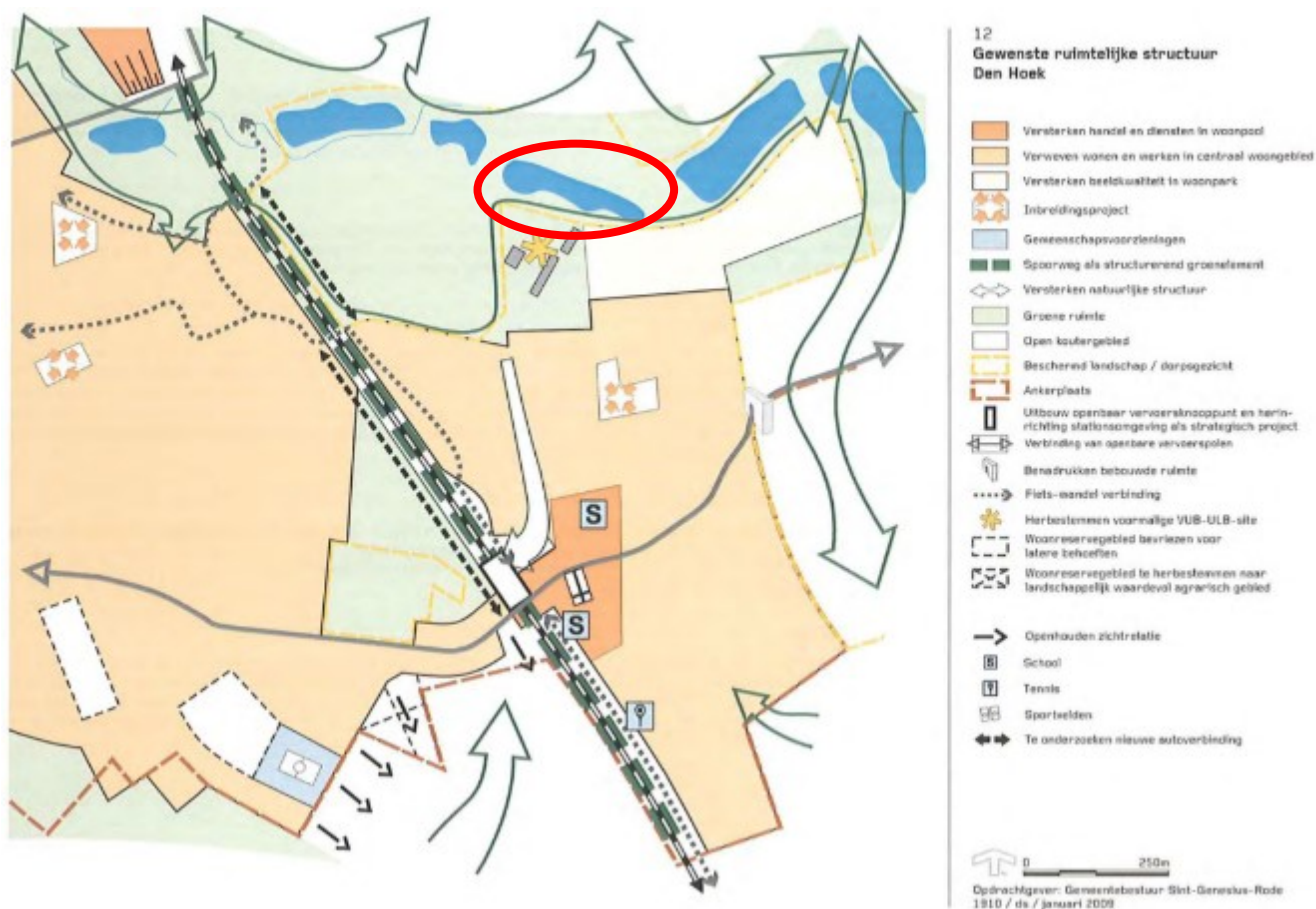 12
Gewenste ruimtelijke structuur
Den Hoek
Versterken handel en diensten in woonpool
Verweven wonen en werken in centraal woongebied
Versterken beeldkwaliteit in woonpark
Inbreidingsproject
Gemeenschapsvoorzieningen
Spoorweg als structurerend groenelement
Versterken natuurlijke structuur
Groene ruimte
Open koutergebied
Beschermd landschap / dorpsgezicht
Ankerplaats
Uitbouw openbaar vervoersknooppunt en herin-
richting stationsomgeving als strategisch project
Verbinding van openbare vervoerspolen
Benadrukken bebouwde ruimte
Fiets-wandel verbinding
Herbestemmen voormalige VUB-ULB-site
Woonreservegebied bevriezen voor
latere behoeften
Woonreservegebied te herbestemmen naar
landschappelijk waardevol agrarisch gebied
Openhouden zichtrelatie
S School
Tennis
Sportvelden
Te onderzoeken nieuwe autoverbinding
0 250m
Opdrachtgever: Gemeentebestuur Sint-Genesius-Rode
1910 / ds / januari 2009
S
S